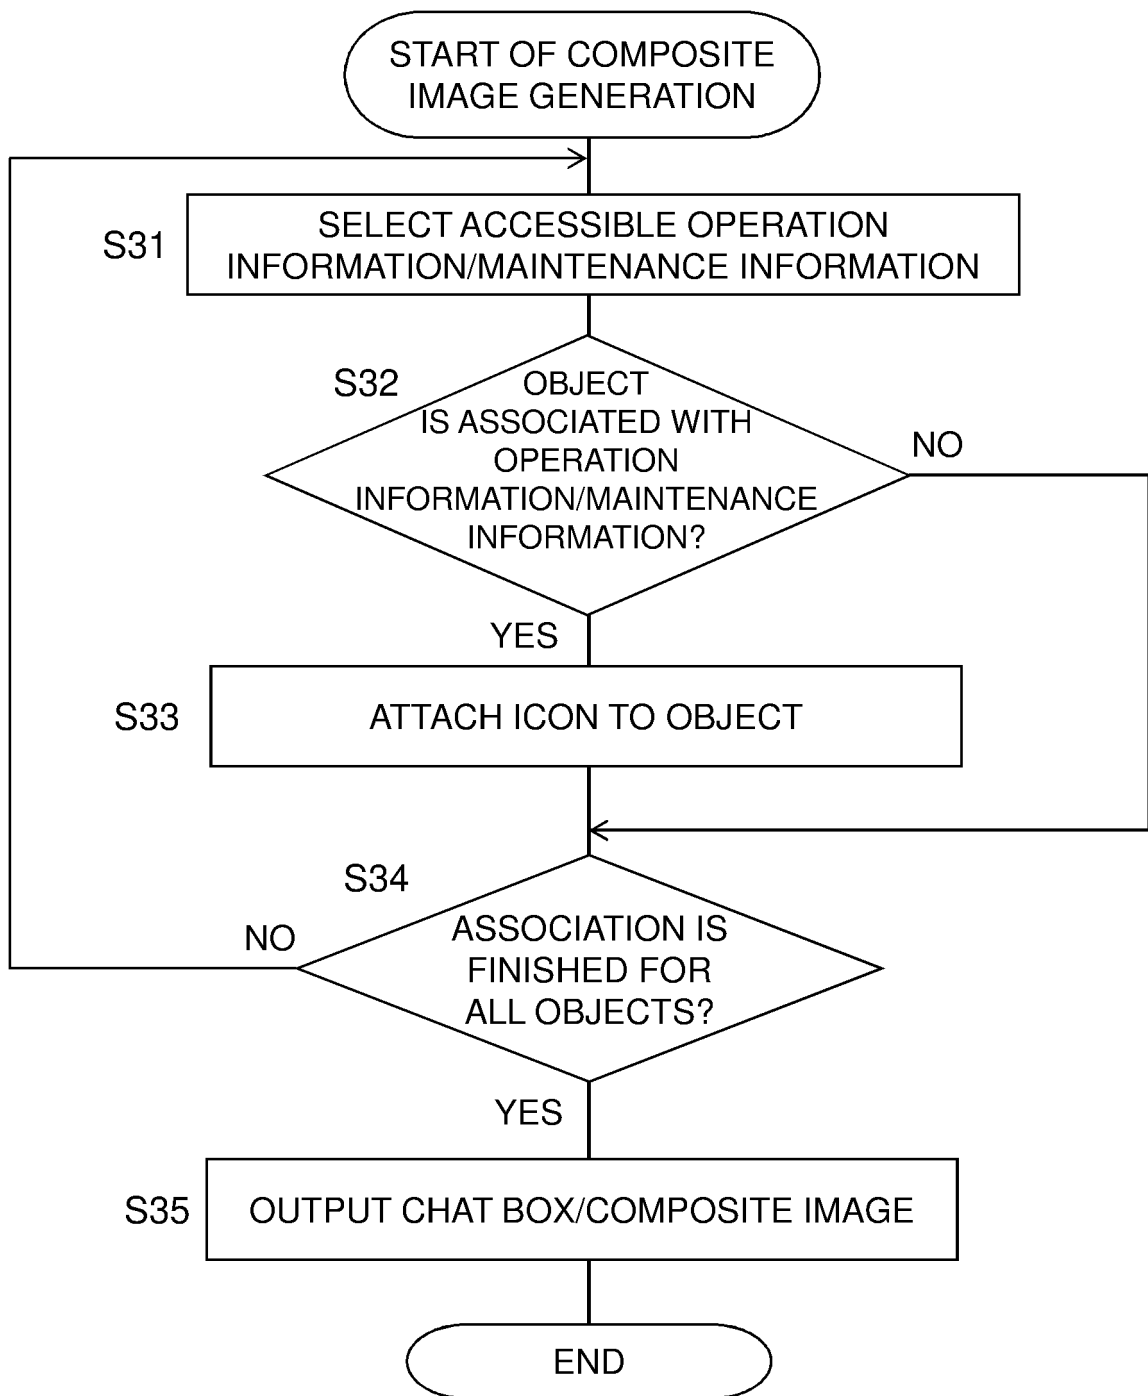 START OF COMPOSITE
IMAGE GENERATION
S31
SELECT ACCESSIBLE OPERATION
INFORMATION/MAINTENANCE INFORMATION
S32
OBJECT
IS ASSOCIATED WITH
OPERATION
INFORMATION/MAINTENANCE
INFORMATION?
NO
YES
S33
ATTACH ICON TO OBJECT
S34
NO
ASSOCIATION IS
FINISHED FOR
ALL OBJECTS?
YES
S35
OUTPUT CHAT BOX/COMPOSITE IMAGE
END